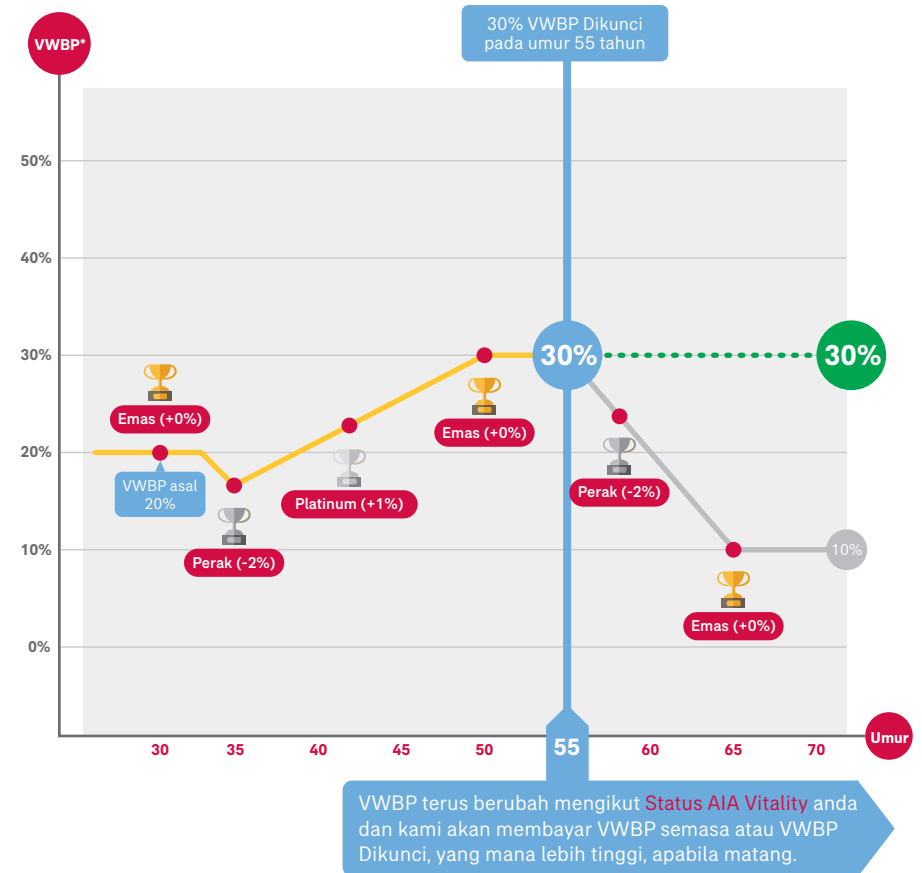 VWBP*
30% VWBP Dikunci
pada umur 55 tahun
50%
40%
30%
20%
10%
0%
Emas (+0%)
VWBP asal
20%
Perak (-2%)
Platinum (+1%)
Emas (+0%)
30%
30%
Perak (-2%)
10%
Emas (+0%)
30
35
40
45
50
55
60
65
70
Umur
VWBP terus berubah mengikut Status AIA Vitality anda
dan kami akan membayar VWBP semasa atau VWBP
Dikunci, yang mana lebih tinggi, apabila matang.